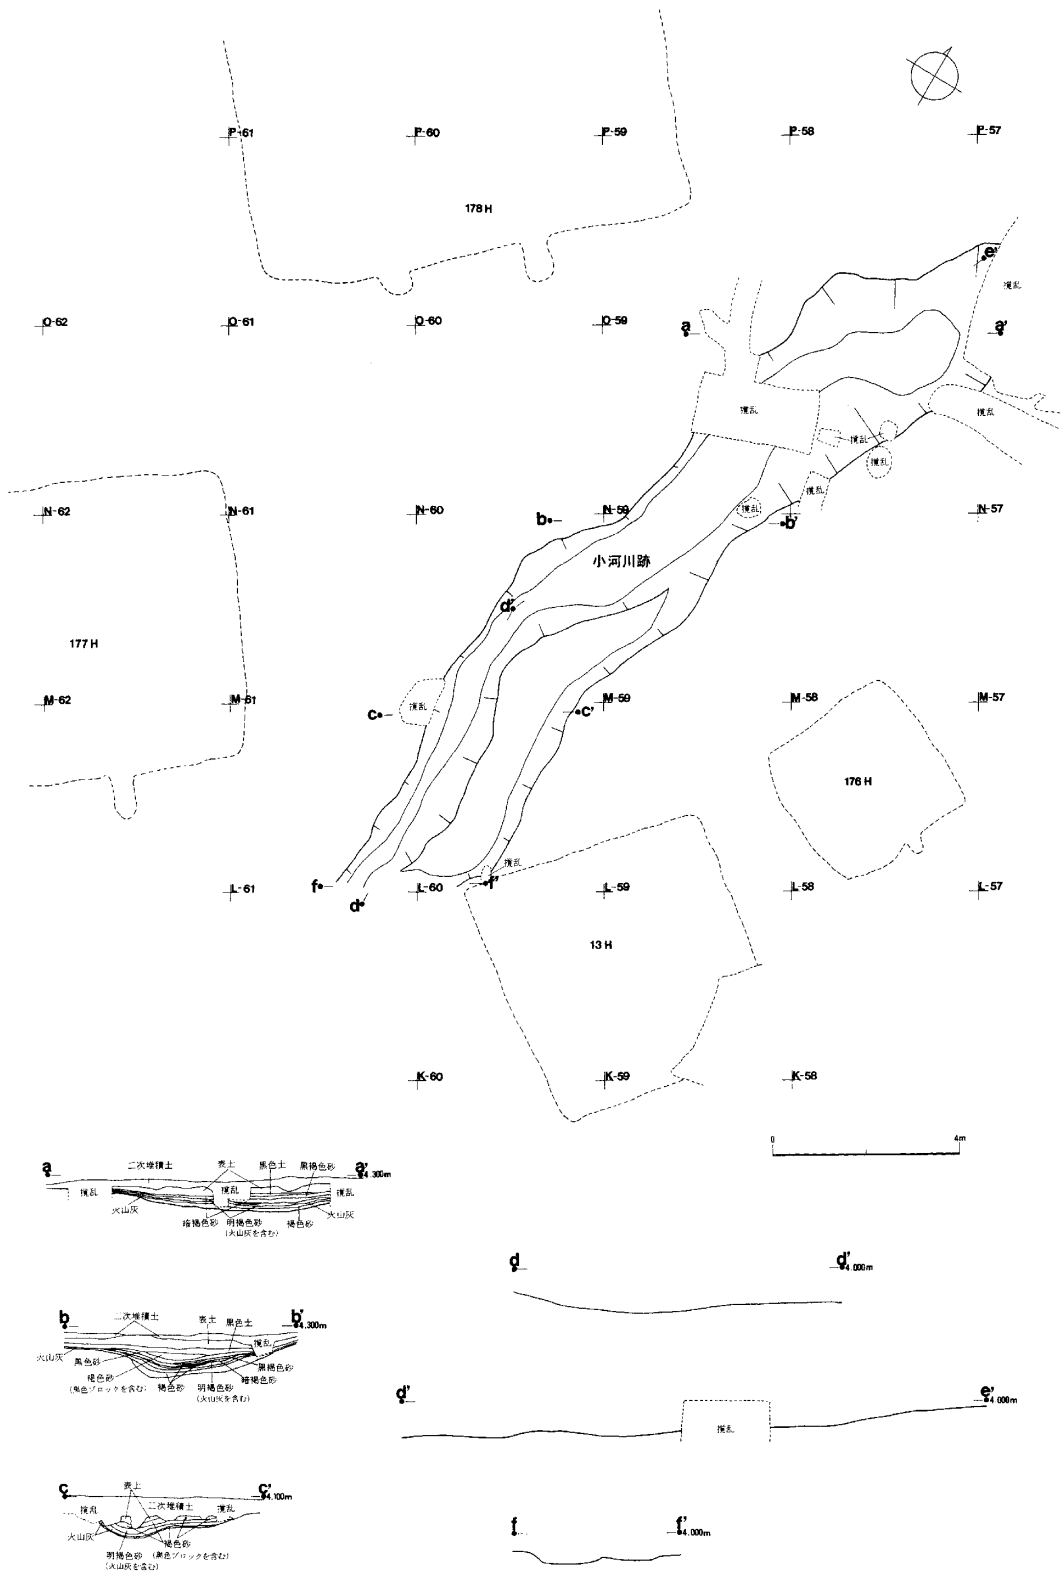 P-61
P-60
P-59
P-58
P-57
178 H
e'
攪乱
O-62
O-61
O-60
O-59
a
a'
攪乱
攪乱
攪乱
攪乱
攪乱
N-62
N-61
N-60
N-59
攪乱
N-57
b
b'
小河川跡
d'
177 H
M-62
M-61
攪乱
M-59
M-58
M-57
c
c'
176 H
攪乱
f
f'
L-61
L-60
L-59
L-58
L-57
d
13 H
K-60
K-59
K-58
0
4m
a
a'
4.300m
二次堆積土
表土
黒色土
黒褐色砂
攪乱
攪乱
攪乱
火山灰
火山灰
暗褐色砂
明褐色砂
(火山灰を含む)
褐色砂
d
d'
4.000m
b
b'
4.300m
二次堆積土
表土
黒色土
攪乱
火山灰
黒色砂
黒褐色砂
暗褐色砂
褐色砂
(黒色ブロックを含む)
褐色砂
明褐色砂
(火山灰を含む)
d'
e'
4.000m
攪乱
c
c'
4.100m
表土
攪乱
二次堆積土
攪乱
火山灰
褐色砂
(黒色ブロックを含む)
明褐色砂
(火山灰を含む)
f
f'
4.000m